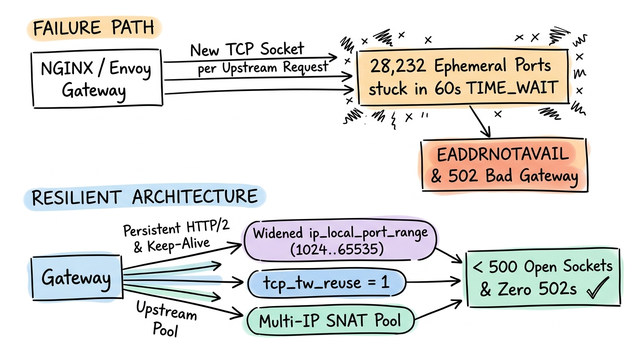 FAILURE PATH
NGINX / Envoy
Gateway
New TCP Socket
per Upstream Request
28,232 Ephemeral Ports
stuck in 60s TIME_WAIT
EADDRNOTAVAIL
& 502 Bad Gateway
RESILIENT ARCHITECTURE
Persistent HTTP/2
& Keep-Alive
Gateway
Upstream
Pool
Widened ip_local_port_range
(1024..65535)
tcp_tw_reuse = 1
Multi-IP SNAT Pool
< 500 Open Sockets
& Zero 502s ✓